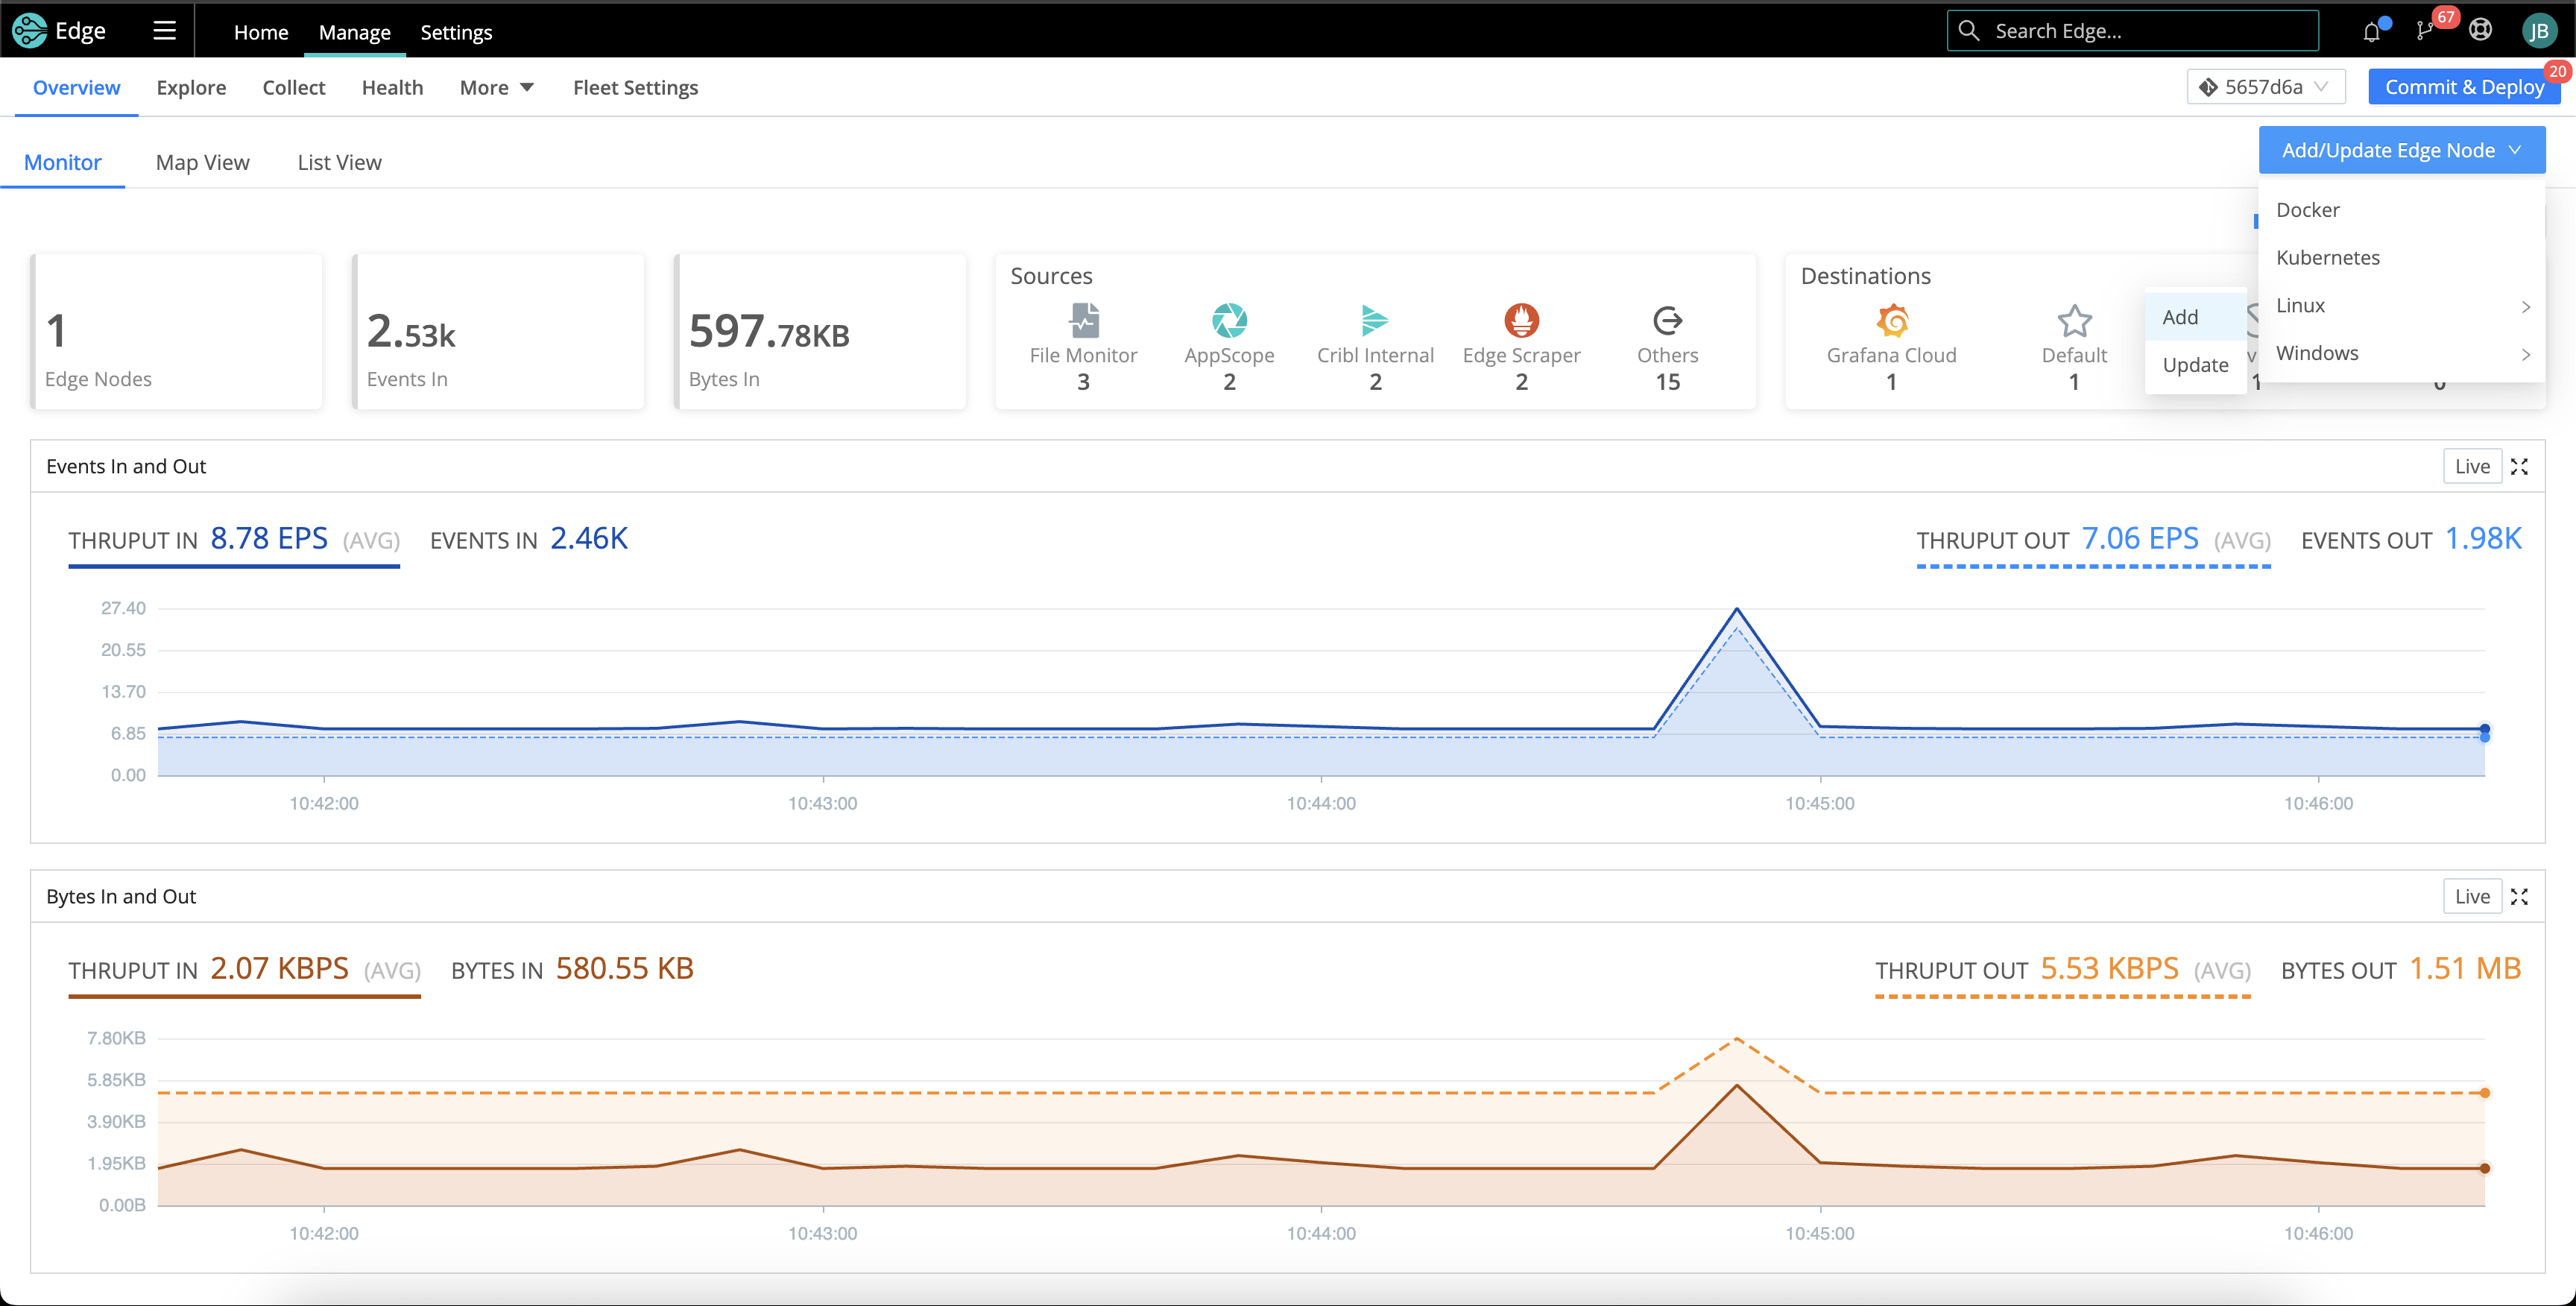 Edge Home Manage Settings Search Edge... 67 JB
Overview Explore Collect Health More Fleet Settings 5657d6a Commit & Deploy 20
Monitor Map View List View Add/Update Edge Node
Docker
Kubernetes
Linux
Windows
Add
Update
1
Edge Nodes
2.53k
Events In
597.78KB
Bytes In
Sources
File Monitor AppScope Cribl Internal Edge Scraper Others
3 2 2 2 15
Destinations
Grafana Cloud Default
1 1
Events In and Out Live
THRUPUT IN 8.78 EPS (AVG) EVENTS IN 2.46K THRUPUT OUT 7.06 EPS (AVG) EVENTS OUT 1.98K
27.40
20.55
13.70
6.85
0.00
10:42:00 10:43:00 10:44:00 10:45:00 10:46:00
Bytes In and Out Live
THRUPUT IN 2.07 KBPS (AVG) BYTES IN 580.55 KB THRUPUT OUT 5.53 KBPS (AVG) BYTES OUT 1.51 MB
7.80KB
5.85KB
3.90KB
1.95KB
0.00B
10:42:00 10:43:00 10:44:00 10:45:00 10:46:00